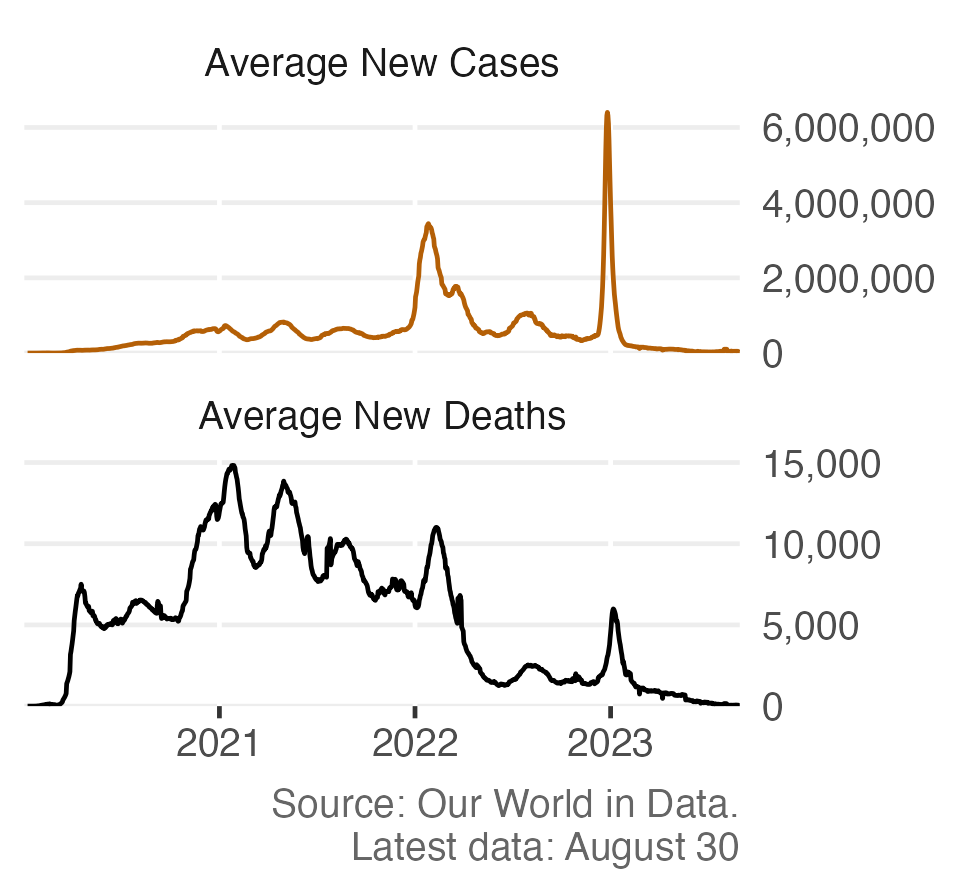 Average New Cases
6,000,000
4,000,000
2,000,000
0
Average New Deaths
15,000
10,000
5,000
0
2021 2022 2023
Source: Our World in Data.
Latest data: August 30